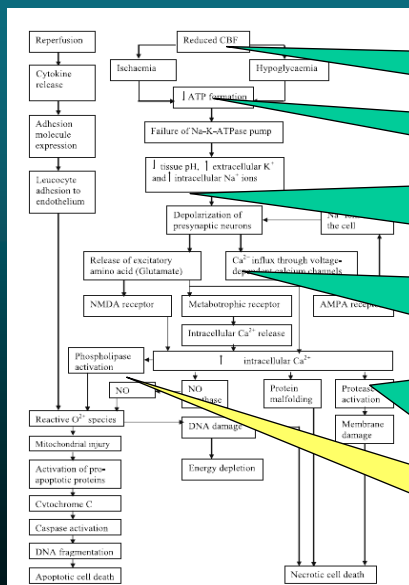 Reperfusion
Reduced CBF
Cytokine
release
Ischaemia
Hypoglycaemia
↑ ATP formation
Adhesion
molecule
expression
Failure of Na-K-ATPase pump
↑ tissue pH, ↑ extracellular K⁺
and ↑ intracellular Na⁺ ions
Leucocyte
adhesion to
endothelium
Depolarization of
presynaptic neurons
the cell
Release of excitatory
amino acid (Glutamate)
Ca²⁺ influx through voltage-
calcium channels
NMDA receptor
Metabotrophic receptor
AMPA
Intracellular Ca²⁺ release
↑ intracellular Ca²⁺
Phospholipase
activation
NO
NO
Protein
malfolding
Protease
activation
Reactive O²⁺ species
DNA damage
Membrane
damage
Mitochondrial injury
Energy depletion
Activation of pro-
apoptotic proteins
Cytochrome C
Caspase activation
DNA fragmentation
Apoptotic cell death
Necrotic cell death